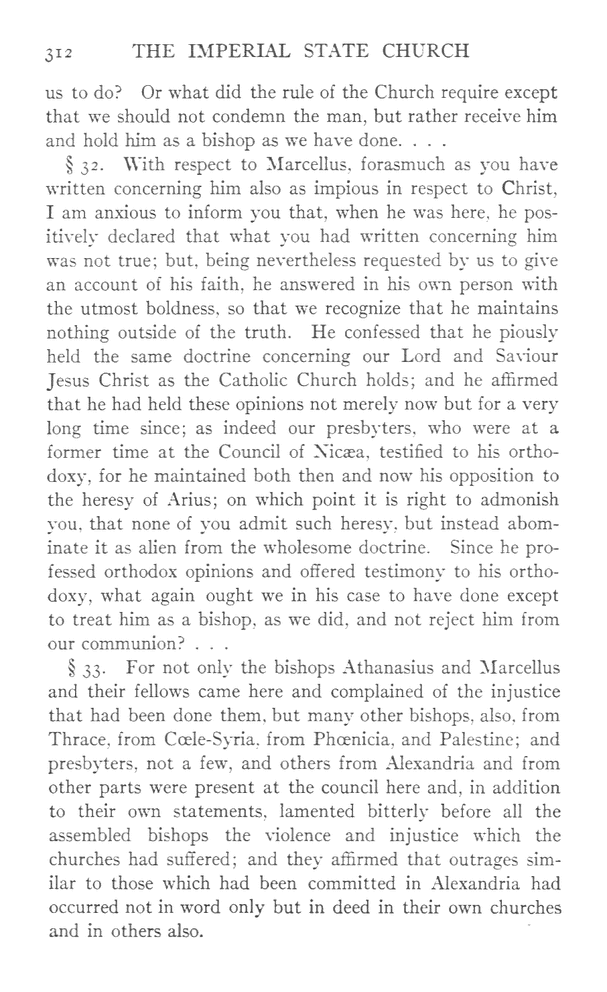 312 THE IMPERIAL STATE CHURCH
us to do? Or what did the rule of the Church require except
that we should not condemn the man, but rather receive him
and hold him as a bishop as we have done. . . .
§ 32. With respect to Marcellus, forasmuch as you have
written concerning him also as impious in respect to Christ,
I am anxious to inform you that, when he was here, he pos-
itively declared that what you had written concerning him
was not true; but, being nevertheless requested by us to give
an account of his faith, he answered in his own person with
the utmost boldness, so that we recognize that he maintains
nothing outside of the truth. He confessed that he piously
held the same doctrine concerning our Lord and Saviour
Jesus Christ as the Catholic Church holds; and he affirmed
that he had held these opinions not merely now but for a very
long time since; as indeed our presbyters, who were at a
former time at the Council of Nicæa, testified to his ortho-
doxy, for he maintained both then and now his opposition to
the heresy of Arius; on which point it is right to admonish
you, that none of you admit such heresy, but instead abom-
inate it as alien from the wholesome doctrine. Since he pro-
fessed orthodox opinions and offered testimony to his ortho-
doxy, what again ought we in his case to have done except
to treat him as a bishop, as we did, and not reject him from
our communion? . . .
§ 33. For not only the bishops Athanasius and Marcellus
and their fellows came here and complained of the injustice
that had been done them, but many other bishops, also, from
Thrace, from Cœle-Syria, from Phœnicia, and Palestine; and
presbyters, not a few, and others from Alexandria and from
other parts were present at the council here and, in addition
to their own statements, lamented bitterly before all the
assembled bishops the violence and injustice which the
churches had suffered; and they affirmed that outrages sim-
ilar to those which had been committed in Alexandria had
occurred not in word only but in deed in their own churches
and in others also.